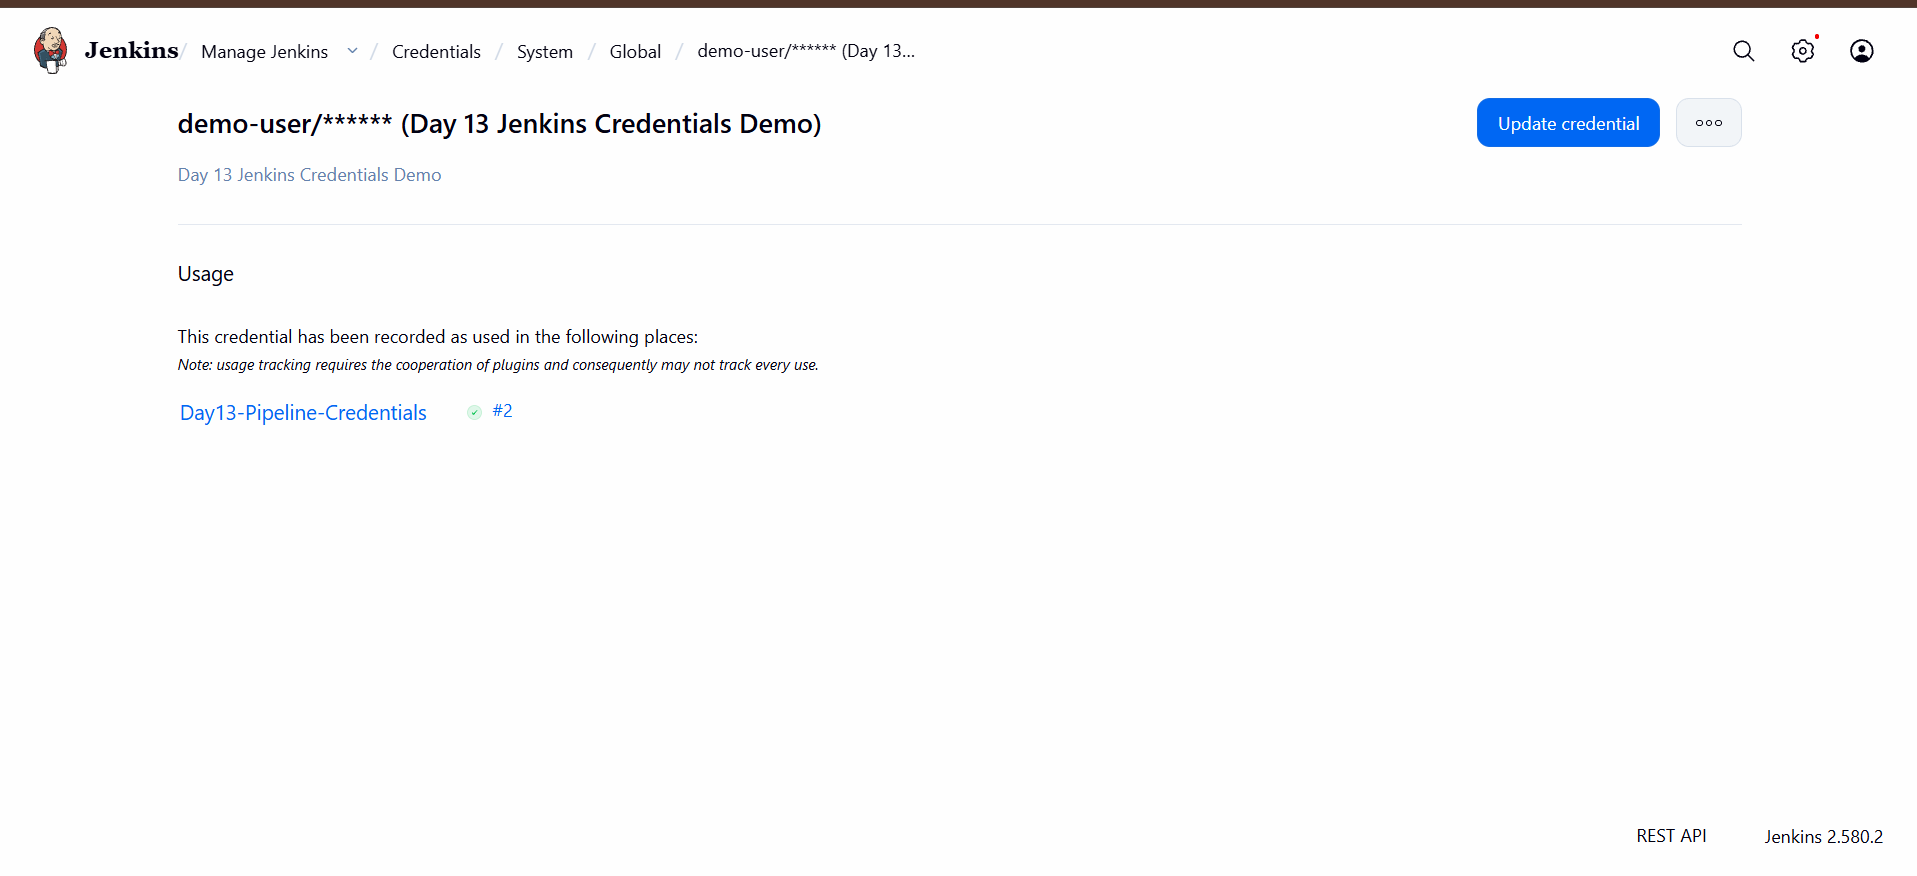 Jenkins / Manage Jenkins / Credentials / System / Global / demo-user/****** (Day 13...
demo-user/****** (Day 13 Jenkins Credentials Demo)
Update credential
Day 13 Jenkins Credentials Demo
Usage
This credential has been recorded as used in the following places:
Note: usage tracking requires the cooperation of plugins and consequently may not track every use.
Day13-Pipeline-Credentials #2
REST API Jenkins 2.580.2